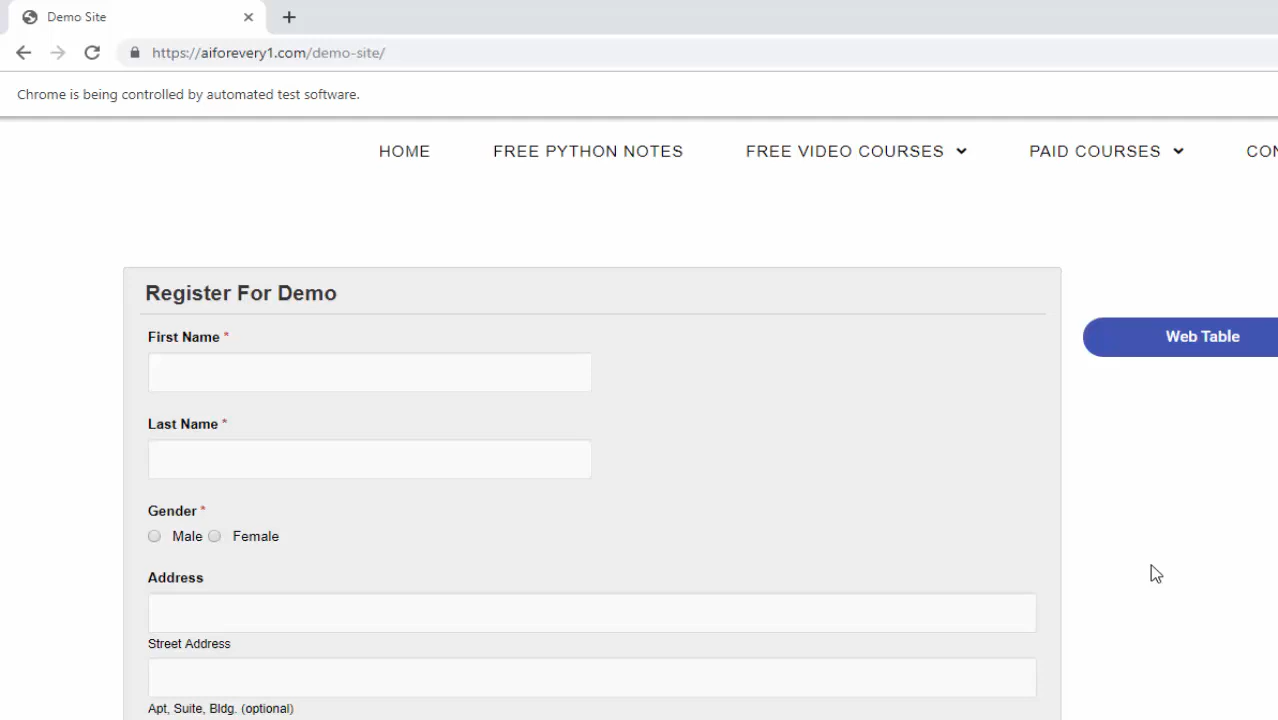 Demo Site
https://aiforevery1.com/demo-site/
Chrome is being controlled by automated test software.
HOME FREE PYTHON NOTES FREE VIDEO COURSES PAID COURSES CON
Register For Demo
First Name *
Web Table
Last Name *
Gender *
Male Female
Address
Street Address
Apt, Suite, Bldg. (optional)